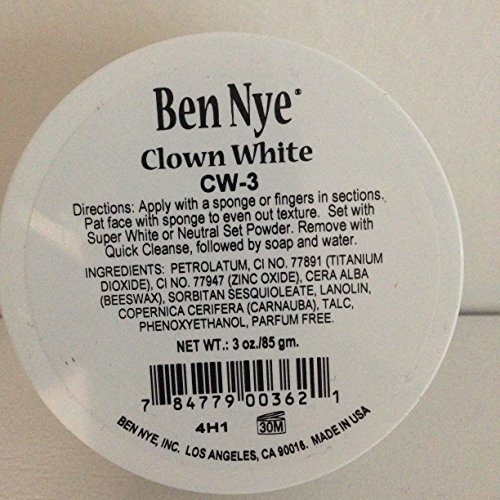 Ben Nye®
Clown White
CW-3
Directions: Apply with a sponge or fingers in sections.
Pat face with sponge to even out texture. Set with
Super White or Neutral Set Powder. Remove with
Quick Cleanse, followed by soap and water.
INGREDIENTS: PETROLATUM, CI NO. 77891 (TITANIUM
DIOXIDE), CI NO. 77947 (ZINC OXIDE), CERA ALBA
(BEESWAX), SORBITAN SESQUIOLEATE, LANOLIN,
COPERNICA CERIFERA (CARNAUBA), TALC,
PHENOXYETHANOL, PARFUM FREE.
NET WT.: 3 oz./85 gm.
7 84779 00362 1
4H1 30M
BEN NYE, INC. LOS ANGELES, CA 90016. MADE IN USA